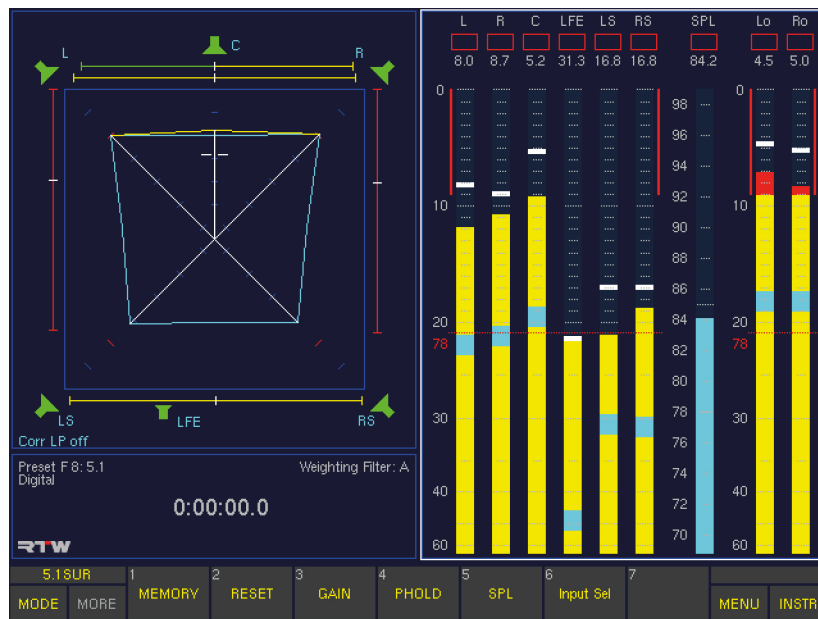 L R C LFE LS RS SPL Lo Ro
8.0 8.7 5.2 31.3 16.8 16.8 84.2 4.5 5.0
C
L R
0 98 0
96
94
92
10 90 10
88
86
20 84 20
78 78
82
80
30 78 30
76
74
40 40
72
70
60 60
LS LFE RS
Corr LP off
Preset F 8: 5.1 Weighting Filter: A
Digital
0:00:00.0
RTW
5.1SUR 1 2 3 4 5 6 7
MODE MORE MEMORY RESET GAIN PHOLD SPL Input Sel MENU INSTR